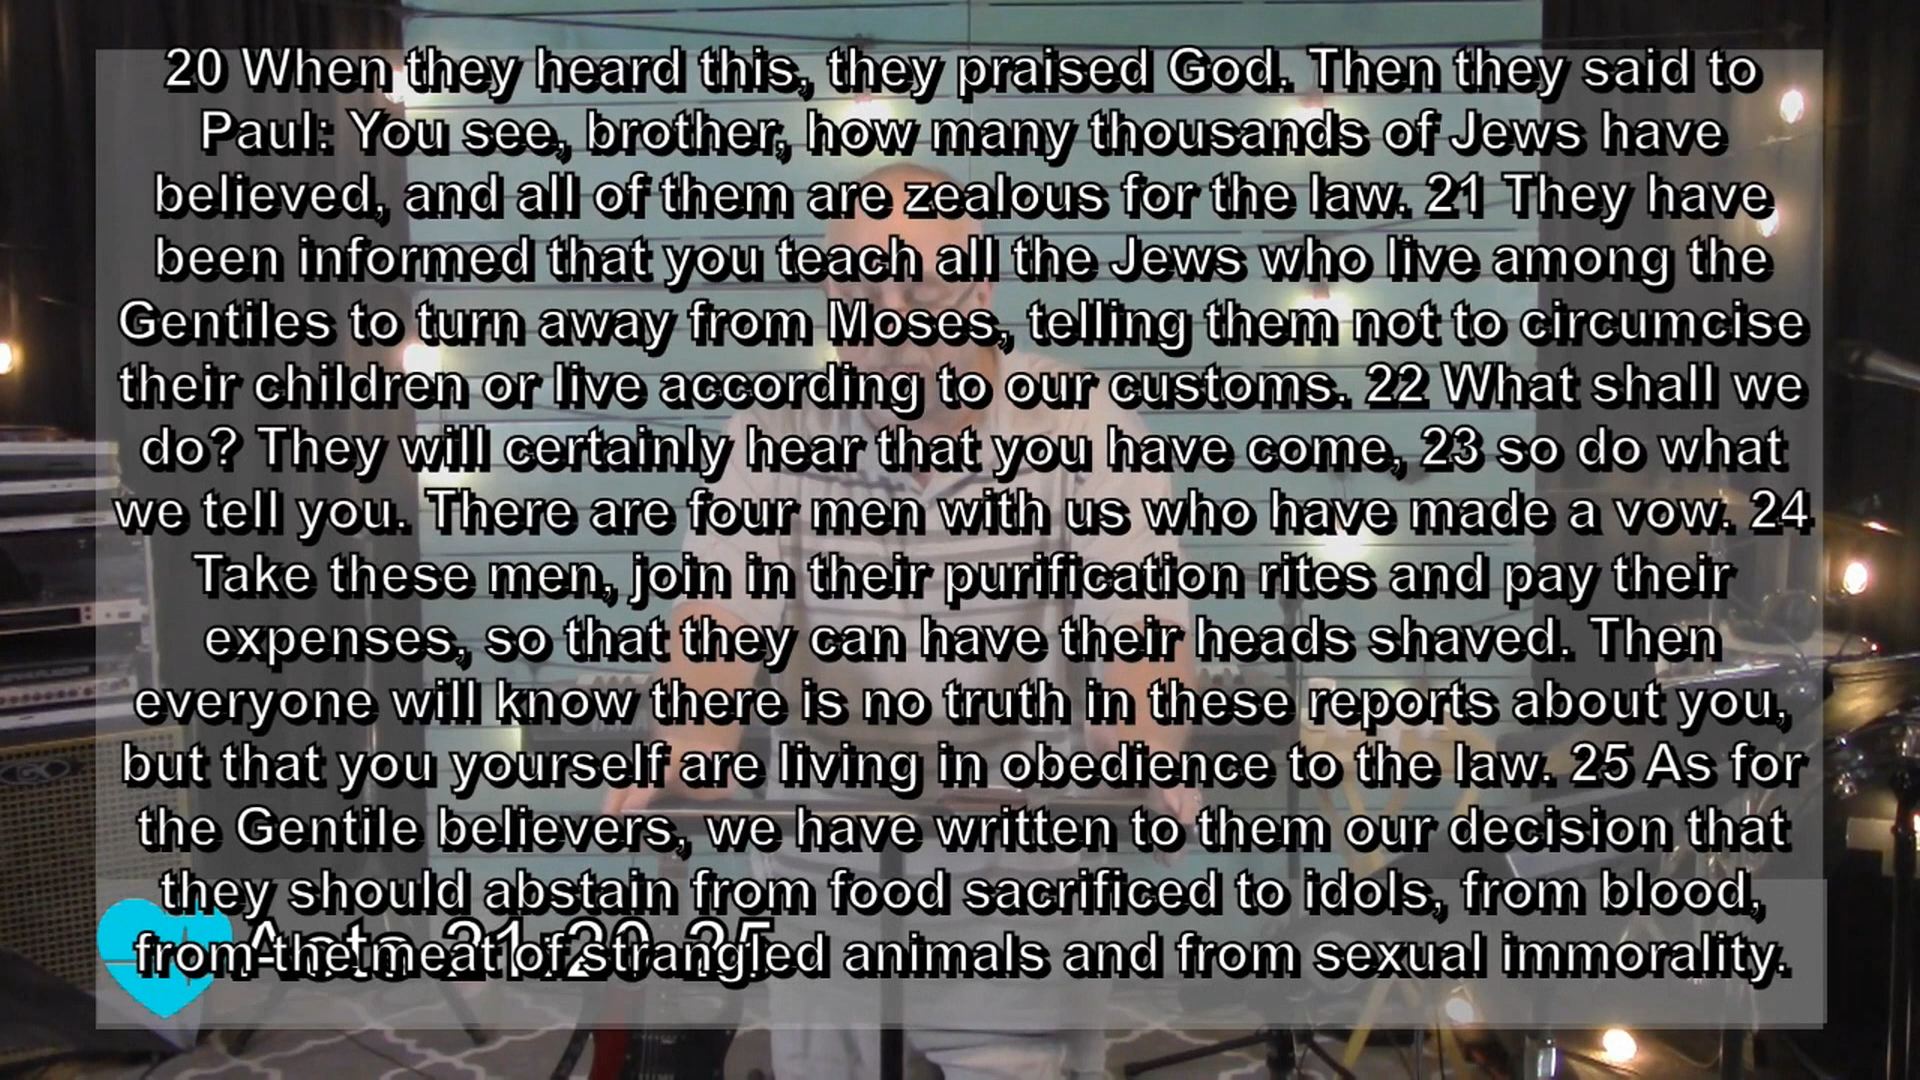 20 When they heard this, they praised God. Then they said to
Paul: You see, brother, how many thousands of Jews have
believed, and all of them are zealous for the law. 21 They have
been informed that you teach all the Jews who live among the
Gentiles to turn away from Moses, telling them not to circumcise
their children or live according to our customs. 22 What shall we
do? They will certainly hear that you have come, 23 so do what
we tell you. There are four men with us who have made a vow. 24
Take these men, join in their purification rites and pay their
expenses, so that they can have their heads shaved. Then
everyone will know there is no truth in these reports about you,
but that you yourself are living in obedience to the law. 25 As for
the Gentile believers, we have written to them our decision that
they should abstain from food sacrificed to idols, from blood,
from the meat of strangled animals and from sexual immorality.
Acts 21:20-25